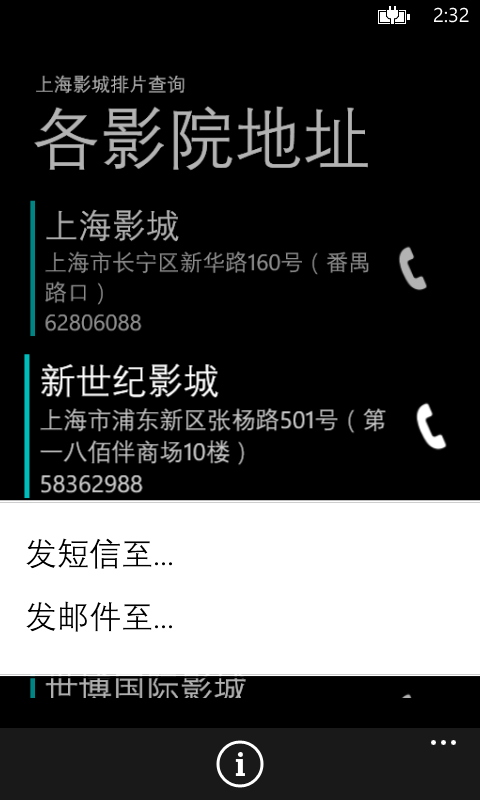 2:32
上海影城排片查询
各影院地址
上海影城
上海市长宁区新华路160号（番禺
路口）
62806088
新世纪影城
上海市浦东新区张杨路501号（第
一八佰伴商场10楼）
58362988
发短信至...
发邮件至...
世博国际影城